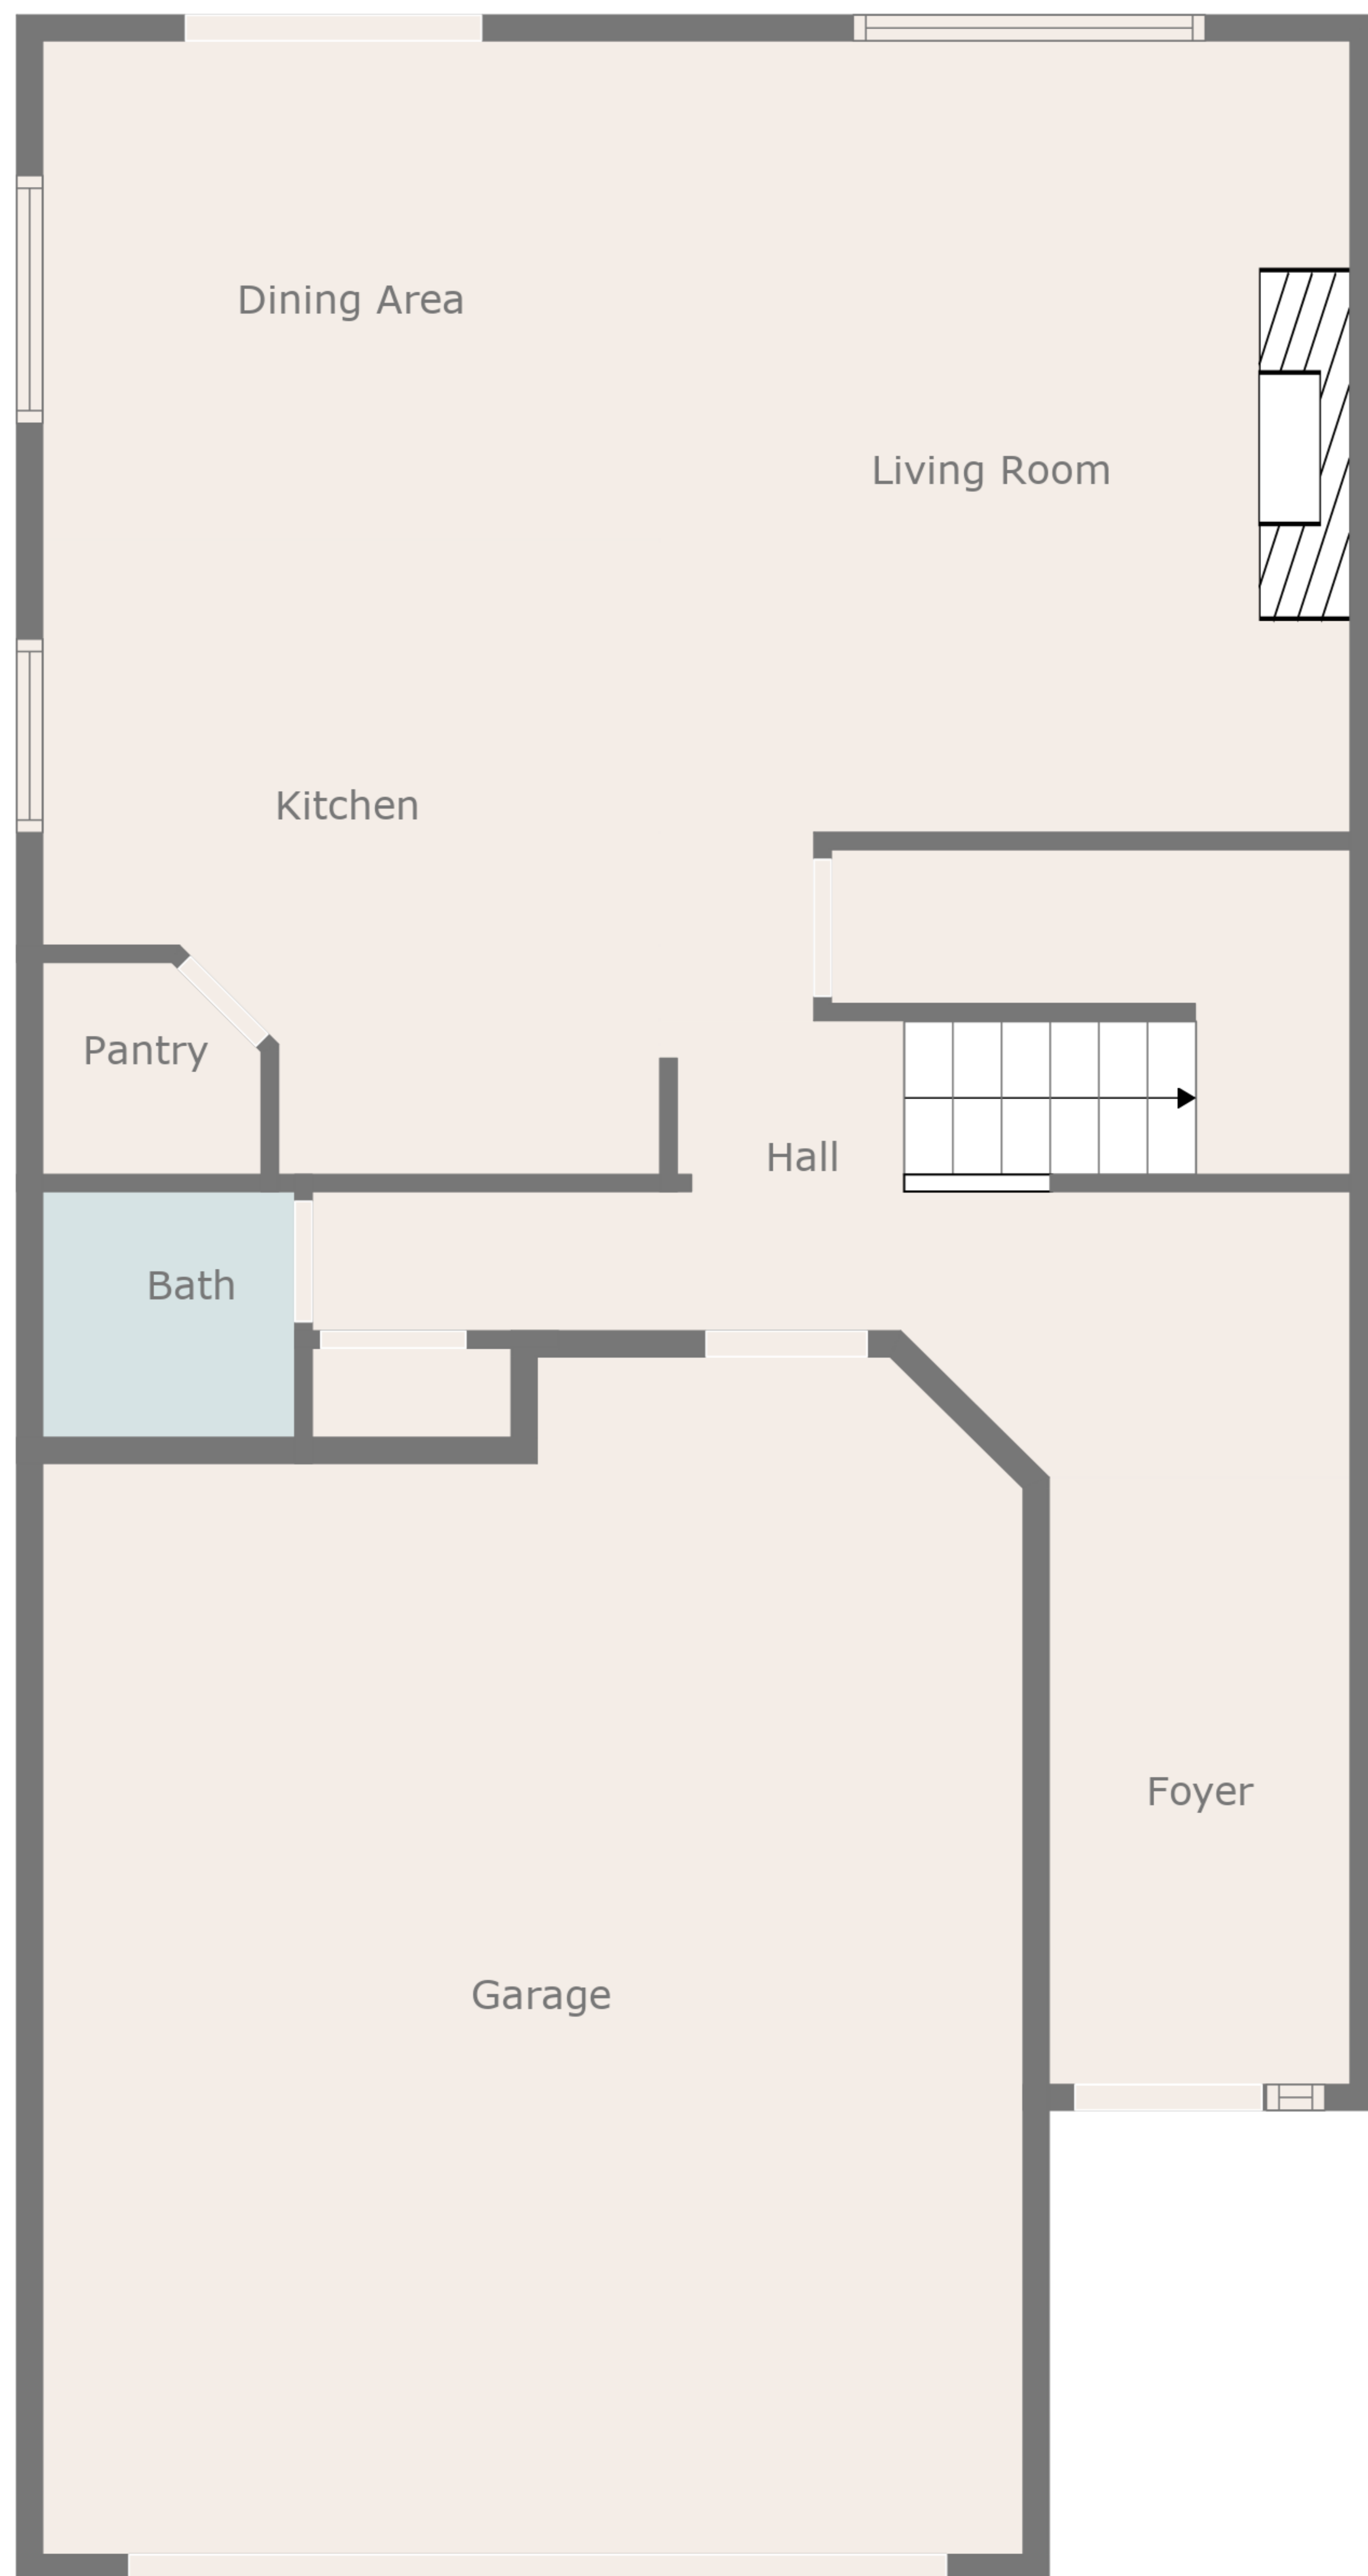 Dining Area
Living Room
Kitchen
Pantry
Hall
Bath
Foyer
Garage